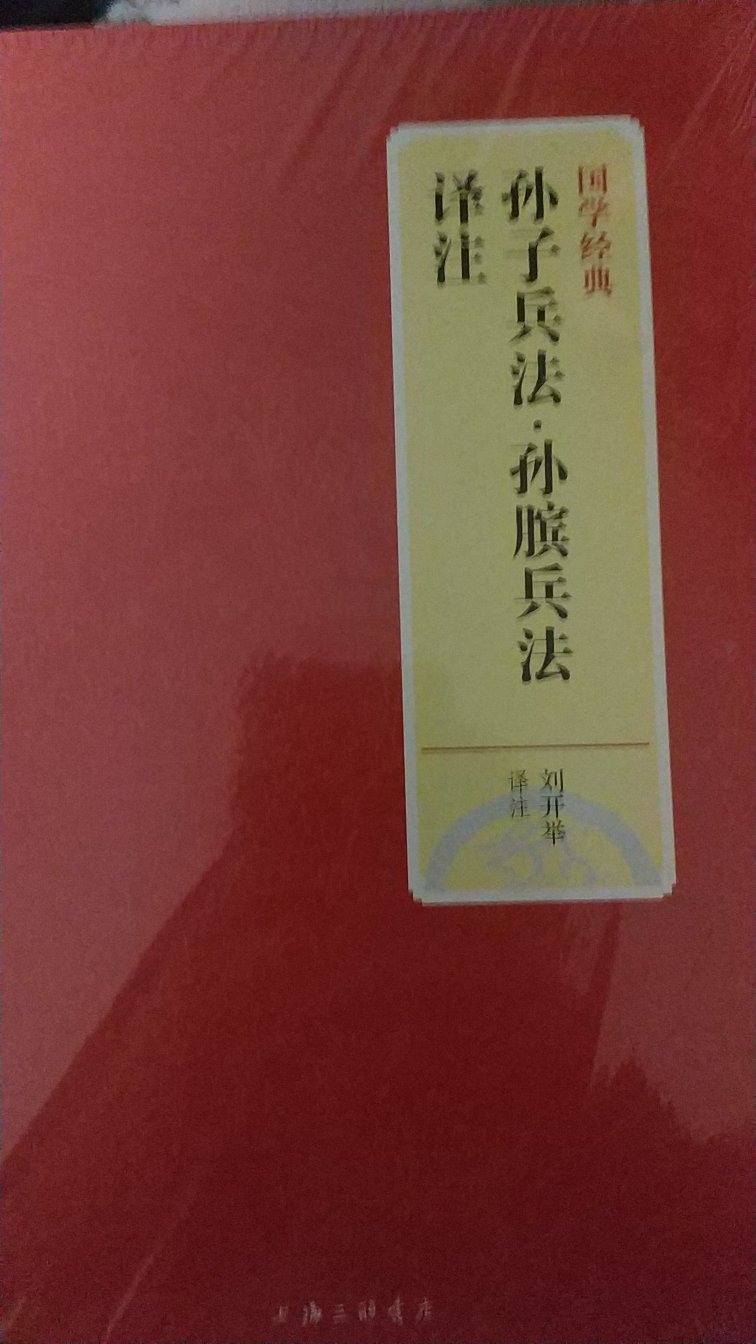 国学经典
孙子兵法·孙膑兵法
译注
刘开举
译注
上海三联书店